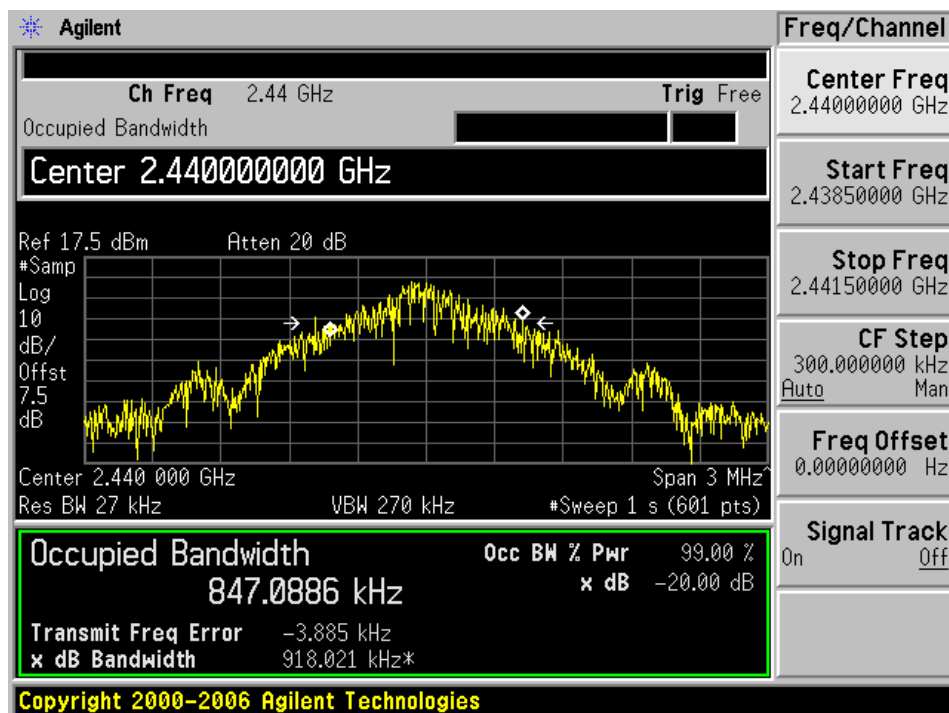 Agilent
Freq/Channel
Ch Freq 2.44 GHz Trig Free
Occupied Bandwidth
Center 2.440000000 GHz
Ref 17.5 dBm Atten 20 dB
#Samp
Log
10
dB/
Offst
7.5
dB
Center 2.440 000 GHz Span 3 MHz^
Res BW 27 kHz VBW 270 kHz #Sweep 1 s (601 pts)
Occupied Bandwidth
847.0886 kHz
Occ BW % Pwr 99.00 %
x dB -20.00 dB
Transmit Freq Error -3.885 kHz
x dB Bandwidth 918.021 kHz*
Copyright 2000-2006 Agilent Technologies
Center Freq
2.44000000 GHz
Start Freq
2.43850000 GHz
Stop Freq
2.44150000 GHz
CF Step
300.000000 kHz
Auto Man
Freq Offset
0.00000000 Hz
Signal Track
On Off